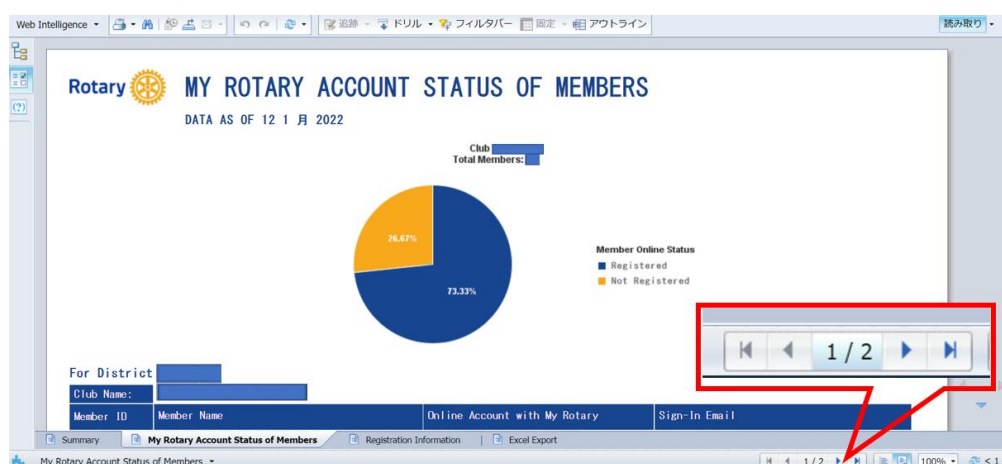 Web Intelligence
追跡
ドリル
フィルタバー
固定
アウトライン
読み取り
Rotary
MY ROTARY ACCOUNT STATUS OF MEMBERS
DATA AS OF 12 1 月 2022
Club
Total Members:
26.67%
73.33%
Member Online Status
Registered
Not Registered
1 / 2
For District
Club Name:
Member ID
Member Name
Online Account with My Rotary
Sign-In Email
Summary
My Rotary Account Status of Members
Registration Information
Excel Export
My Rotary Account Status of Members
1 / 2
100%
< 1